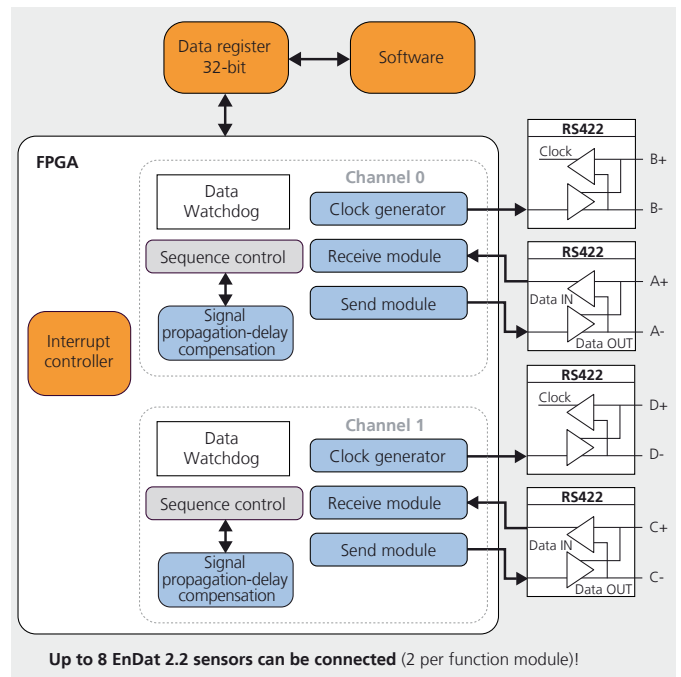 Data register
32-bit
Software
FPGA
Channel 0
Data
Watchdog
Clock generator
Sequence control
Receive module
Signal
propagation-delay
compensation
Send module
Interrupt
controller
Channel 1
Data
Watchdog
Clock generator
Sequence control
Receive module
Signal
propagation-delay
compensation
Send module
RS422
Clock
B+
B-
RS422
A+
Data IN
A-
Data OUT
RS422
Clock
D+
D-
RS422
C+
Data IN
C-
Data OUT
Up to 8 EnDat 2.2 sensors can be connected (2 per function module)!